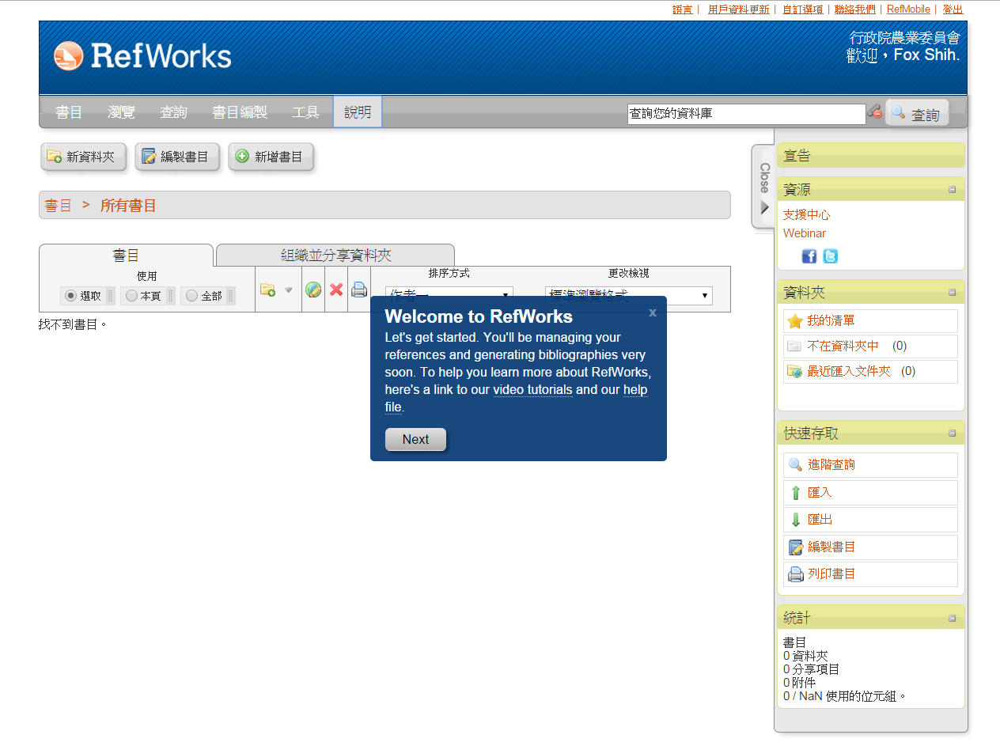 語言 | 用戶資料更新 | 自訂選項 | 聯絡我們 | RefMobile | 登出
RefWorks
行政院農業委員會
歡迎，Fox Shih.
書目 瀏覽 查詢 書目編製 工具 說明
查詢您的資料庫
查詢
新資料夾 編製書目 新增書目
Close
書目 > 所有書目
書目 組織並分享資料夾
使用
選取 本頁 全部
排序方式 更改檢視
作者一 標準瀏覽格式
找不到書目。
Welcome to RefWorks x
Let's get started. You'll be managing your
references and generating bibliographies very
soon. To help you learn more about RefWorks,
here's a link to our video tutorials and our help
file.
Next
宣告
資源
支援中心
Webinar
資料夾
我的清單
不在資料夾中 (0)
最近匯入文件夾 (0)
快速存取
進階查詢
匯入
匯出
編製書目
列印書目
統計
書目
0 資料夾
0 分享項目
0 附件
0 / NaN 使用的位元組。